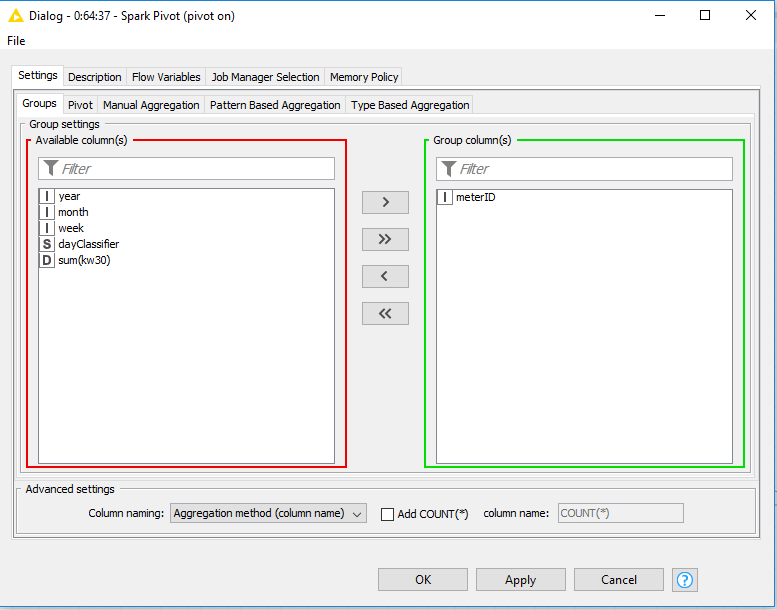 Dialog - 0:64:37 - Spark Pivot (pivot on)
File
Settings Description Flow Variables Job Manager Selection Memory Policy
Groups Pivot Manual Aggregation Pattern Based Aggregation Type Based Aggregation
Group settings
Available column(s)
Filter
I year
I month
I week
S dayClassifier
D sum(kw30)
>
>>
<
<<
Group column(s)
Filter
I meterID
Advanced settings
Column naming: Aggregation method (column name) Add COUNT(*) column name: COUNT(*)
OK Apply Cancel ?